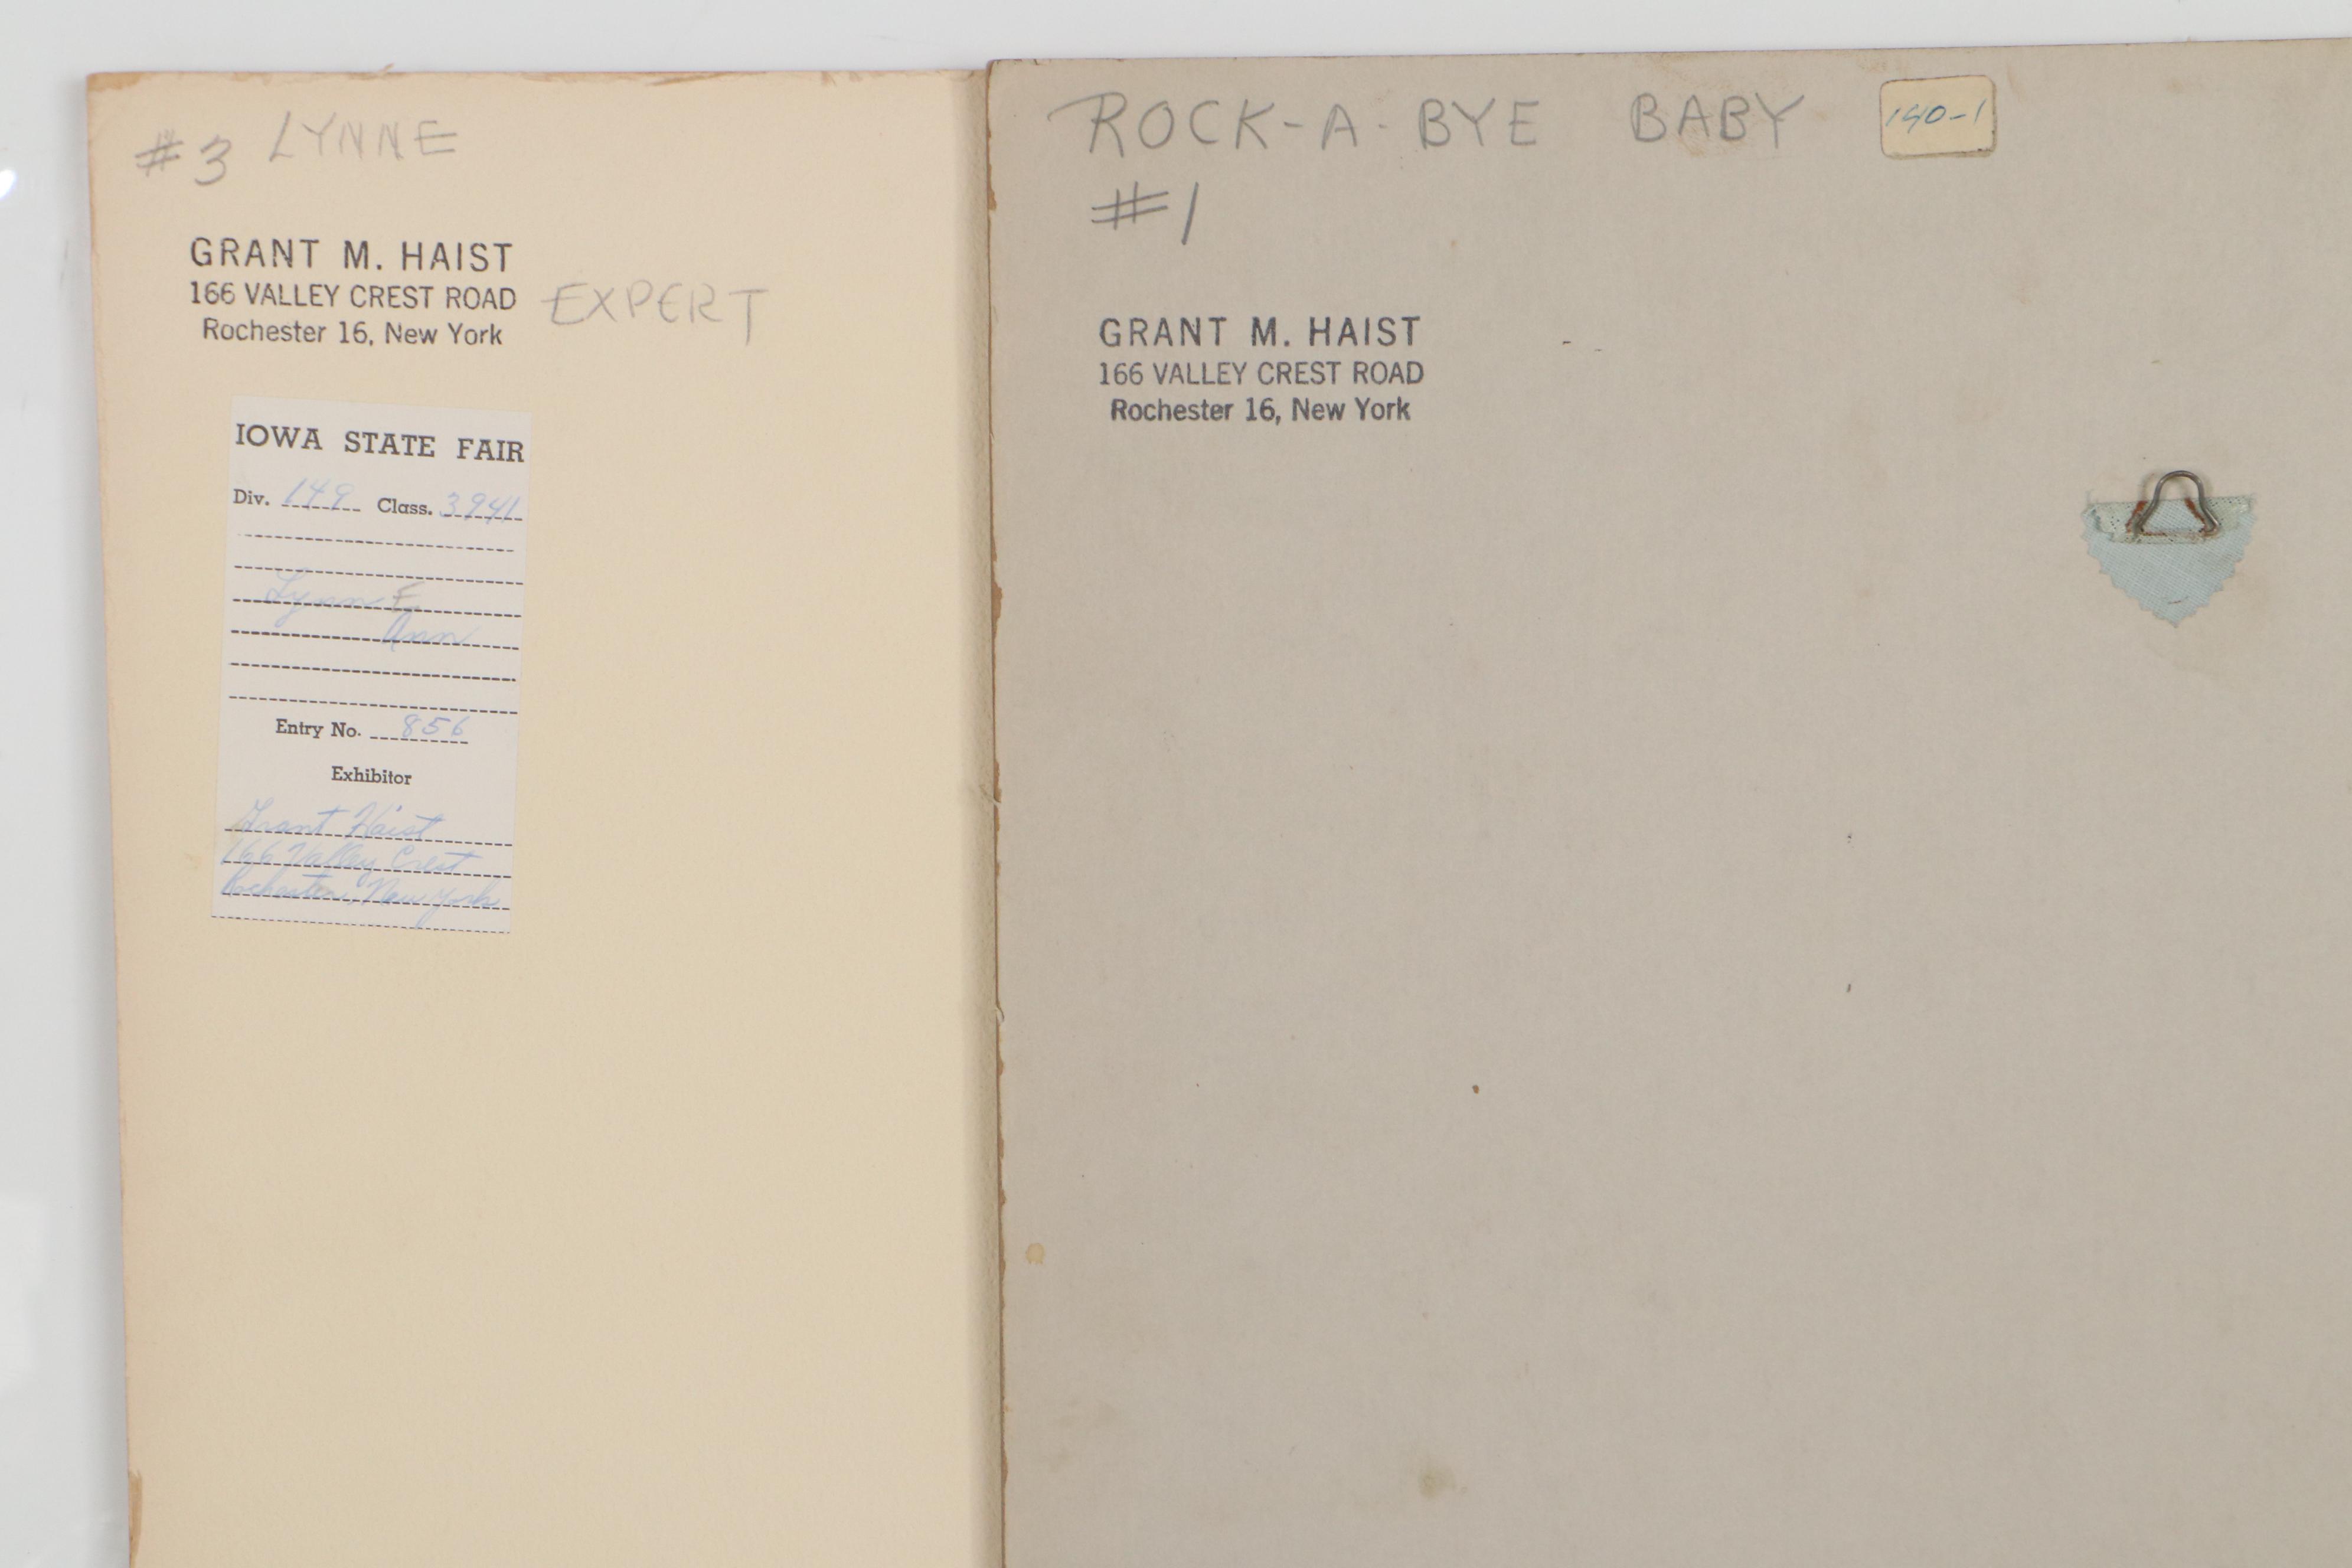 #3 LYNNE
GRANT M. HAIST
166 VALLEY CREST ROAD
Rochester 16, New York
EXPERT
IOWA STATE FAIR
Div. 149 Class. 3941
Lynn E
Ann
Entry No. 856
Exhibitor
Grant Haist
166 Valley Crest
Rochester, New York
ROCK-A-BYE BABY
140-1
#1
GRANT M. HAIST
166 VALLEY CREST ROAD
Rochester 16, New York